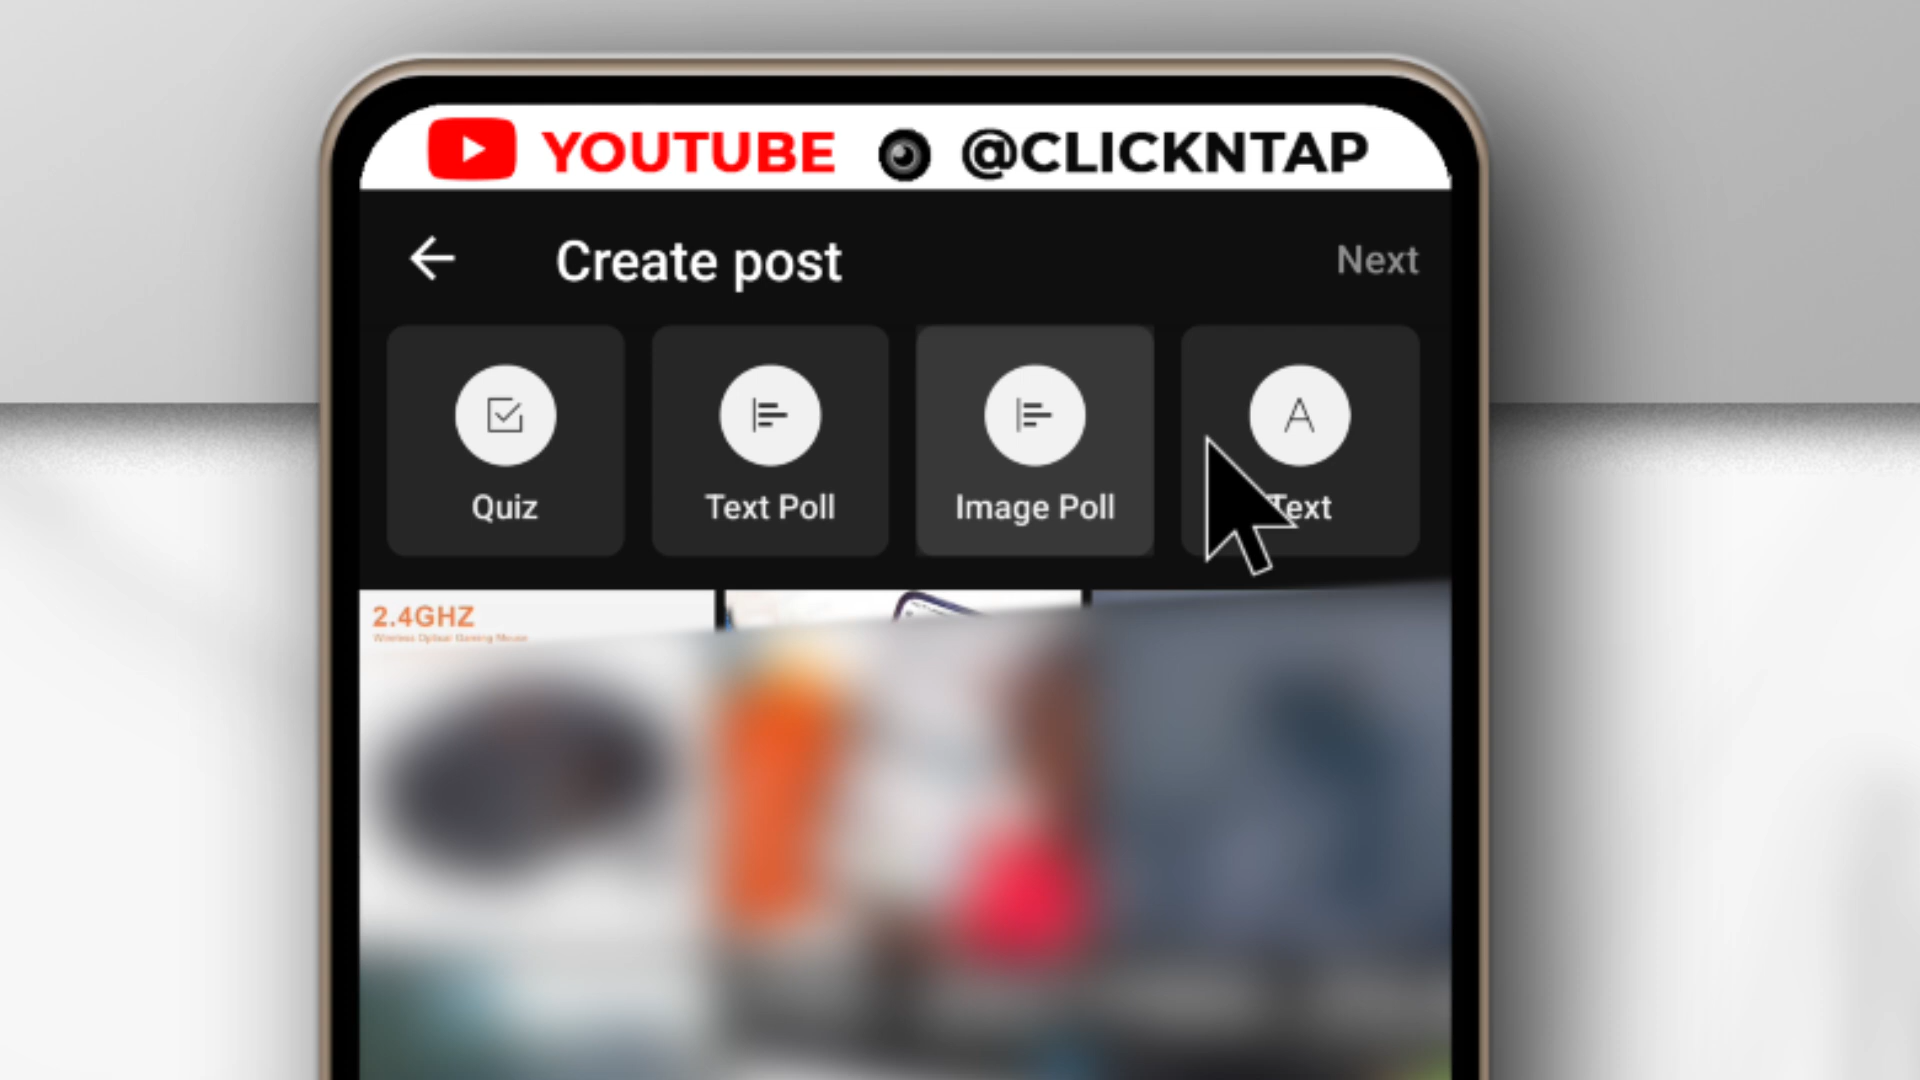 YOUTUBE @CLICKNTAP
Create post
Next
Quiz
Text Poll
Image Poll
Text
2.4GHZ
Wireless Optical Gaming Mouse